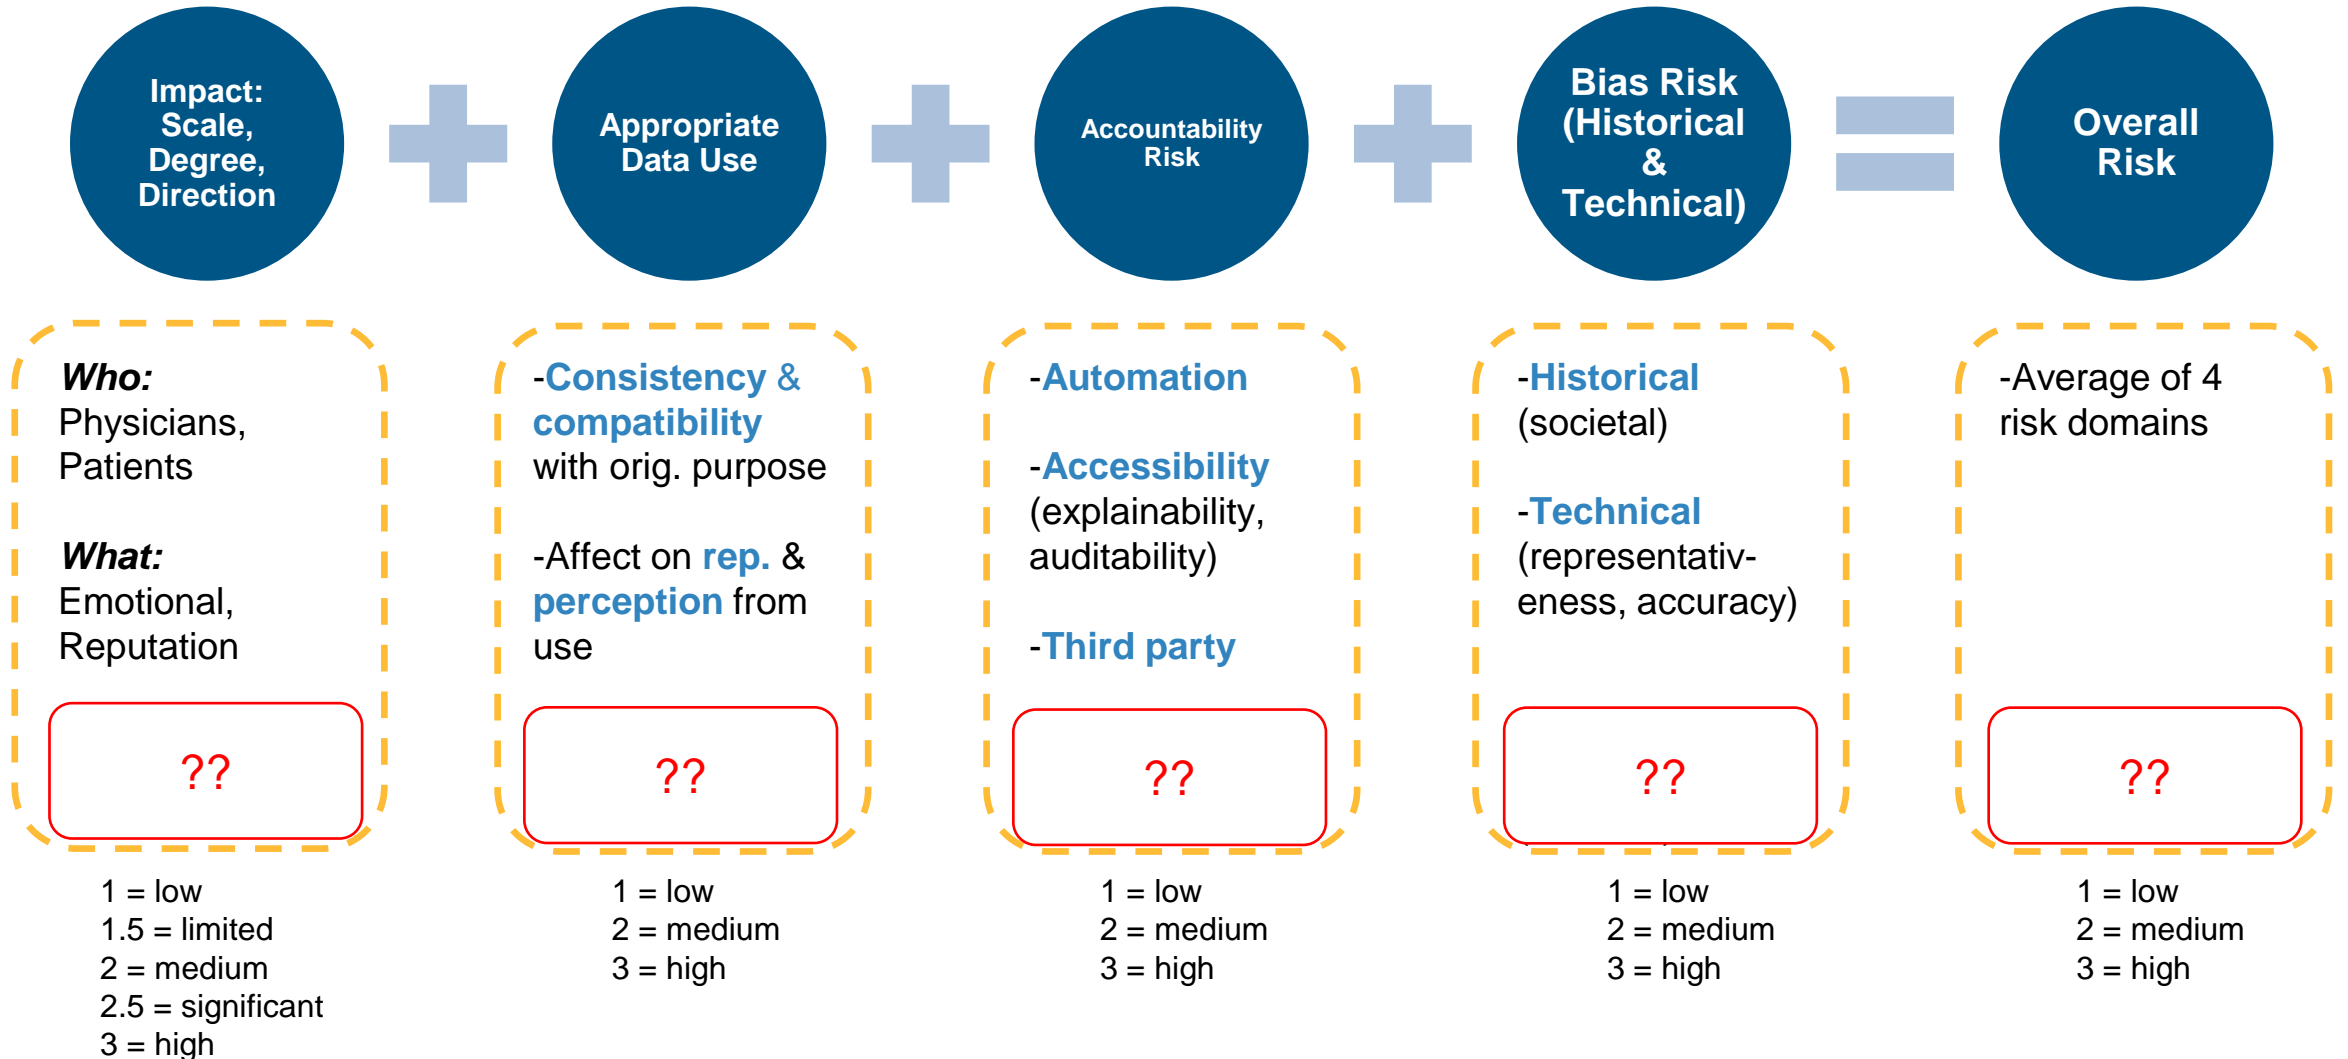 Impact:
Scale,
Degree,
Direction
Appropriate
Data Use
Accountability
Risk
Bias Risk
(Historical
&
Technical)
Overall
Risk
Who:
Physicians,
Patients
What:
Emotional,
Reputation
??
1 = low
1.5 = limited
2 = medium
2.5 = significant
3 = high
-Consistency &
compatibility
with orig. purpose
-Affect on rep. &
perception from
use
??
1 = low
2 = medium
3 = high
-Automation
-Accessibility
(explainability,
auditability)
-Third party
??
1 = low
2 = medium
3 = high
-Historical
(societal)
-Technical
(representativ-
eness, accuracy)
??
1 = low
2 = medium
3 = high
-Average of 4
risk domains
??
1 = low
2 = medium
3 = high